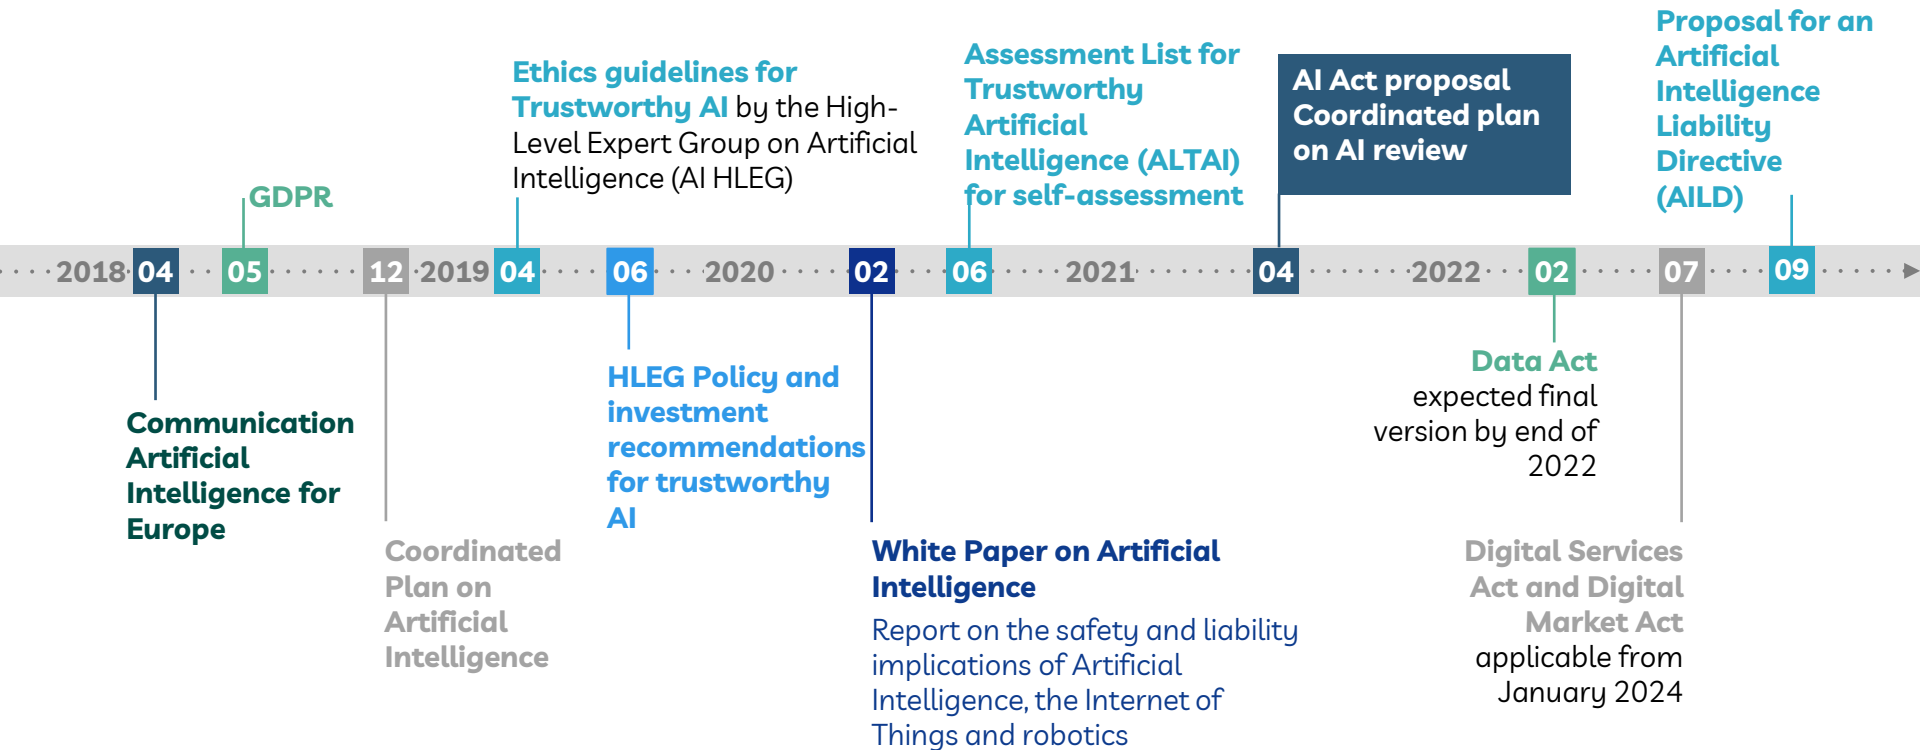 Proposal for an
Artificial
Intelligence
Liability
Directive
(AILD)
Assessment List for
Trustworthy
Artificial
Intelligence (ALTAI)
for self-assessment
AI Act proposal
Coordinated plan
on AI review
Ethics guidelines for
Trustworthy AI by the High-
Level Expert Group on Artificial
Intelligence (AI HLEG)
GDPR
2018 04 05 12 2019 04 06 2020 02 06 2021 04 2022 02 07 09
Communication
Artificial
Intelligence for
Europe
Coordinated
Plan on
Artificial
Intelligence
HLEG Policy and
investment
recommendations
for trustworthy
AI
White Paper on Artificial
Intelligence
Report on the safety and liability
implications of Artificial
Intelligence, the Internet of
Things and robotics
Data Act
expected final
version by end of
2022
Digital Services
Act and Digital
Market Act
applicable from
January 2024